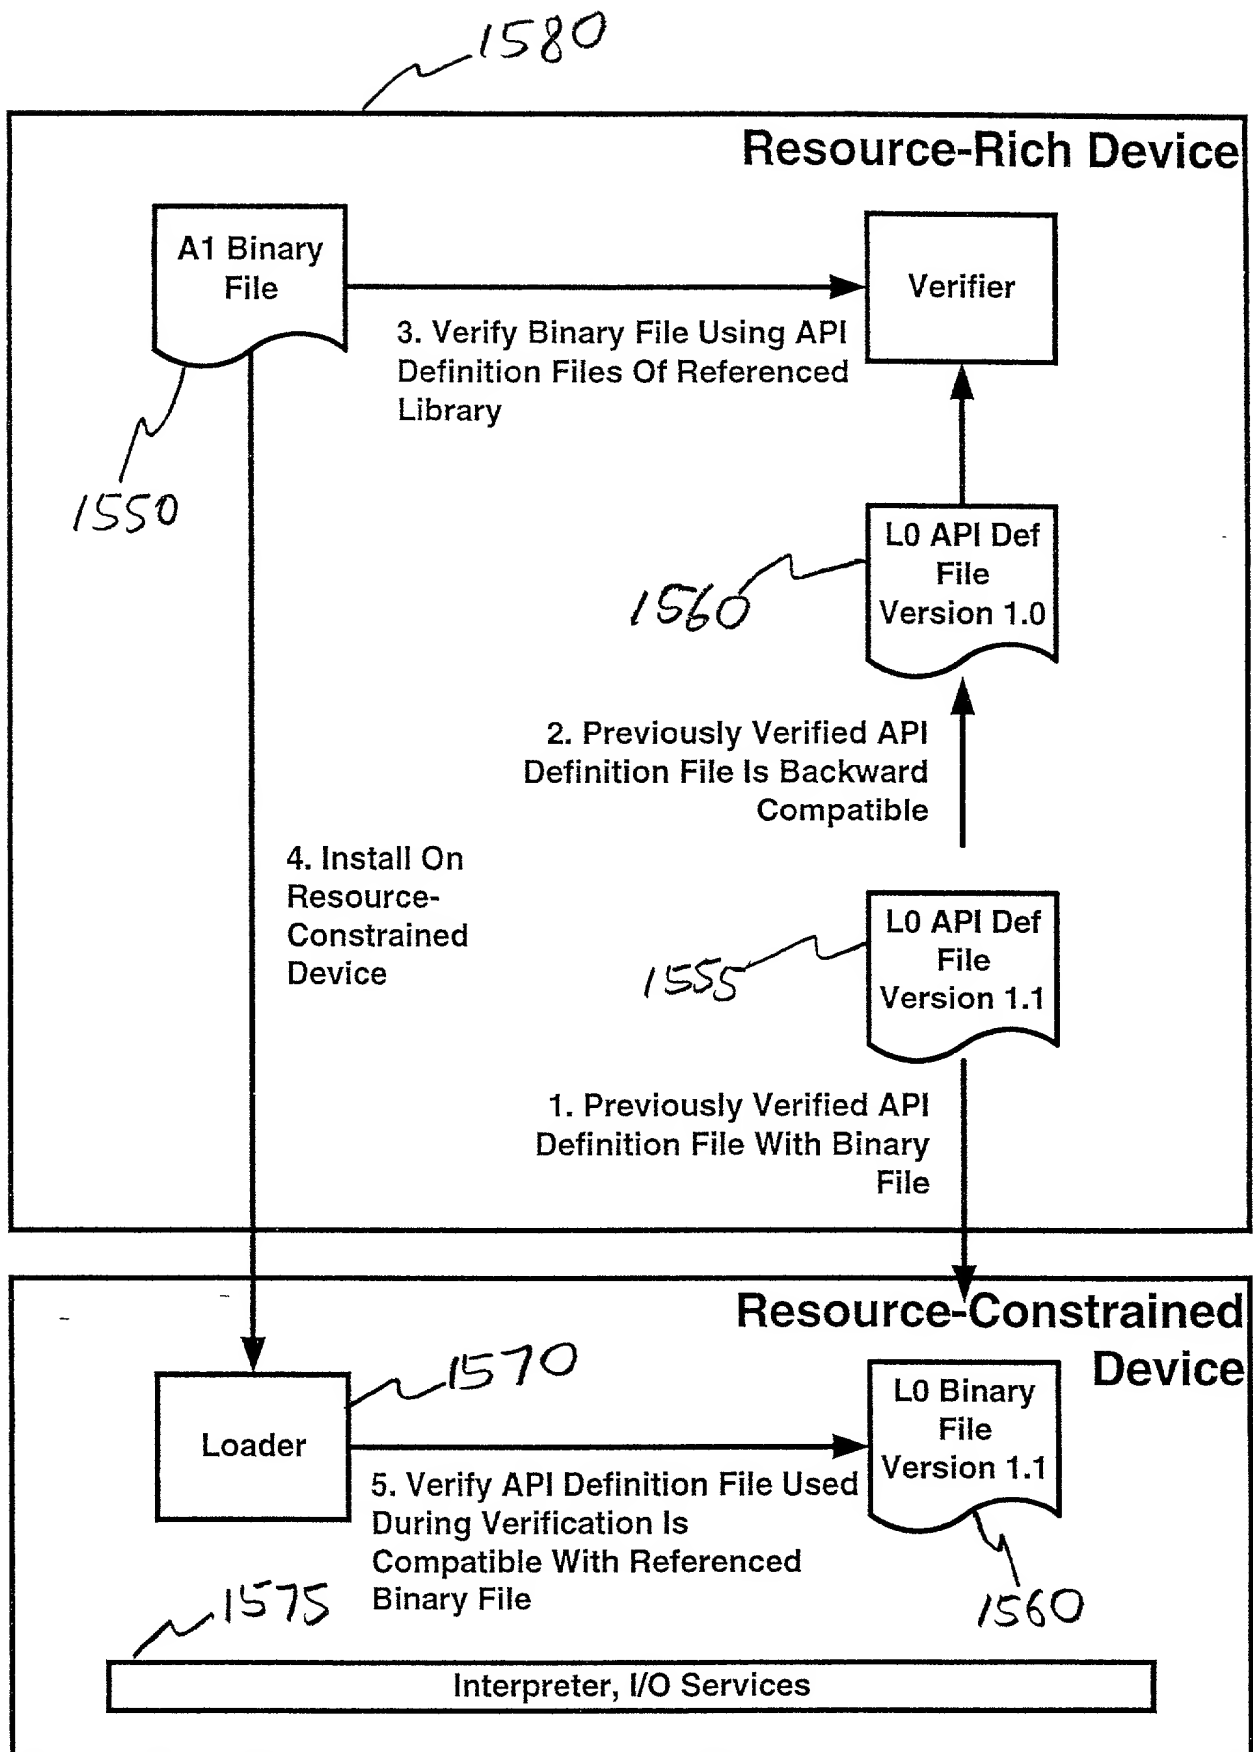 1580
Resource-Rich Device
A1 Binary
File
Verifier
3. Verify Binary File Using API
Definition Files Of Referenced
Library
1550
L0 API Def
File
Version 1.0
1560
2. Previously Verified API
Definition File Is Backward
Compatible
4. Install On
Resource-
Constrained
Device
L0 API Def
File
Version 1.1
1555
1. Previously Verified API
Definition File With Binary
File
Resource-Constrained
Device
1570
Loader
L0 Binary
File
Version 1.1
5. Verify API Definition File Used
During Verification Is
Compatible With Referenced
Binary File
1560
1575
Interpreter, I/O Services